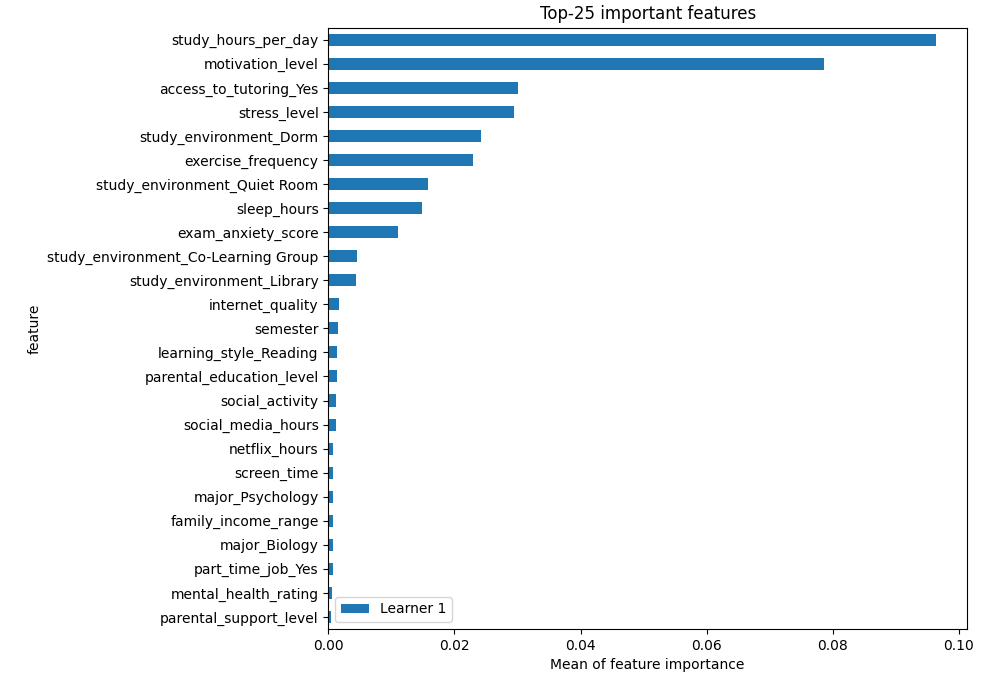 Top-25 important features
study_hours_per_day
motivation_level
access_to_tutoring_Yes
stress_level
study_environment_Dorm
exercise_frequency
study_environment_Quiet Room
sleep_hours
exam_anxiety_score
study_environment_Co-Learning Group
study_environment_Library
internet_quality
semester
learning_style_Reading
parental_education_level
social_activity
social_media_hours
netflix_hours
screen_time
major_Psychology
family_income_range
major_Biology
part_time_job_Yes
mental_health_rating
parental_support_level
feature
Learner 1
0.00 0.02 0.04 0.06 0.08 0.10
Mean of feature importance